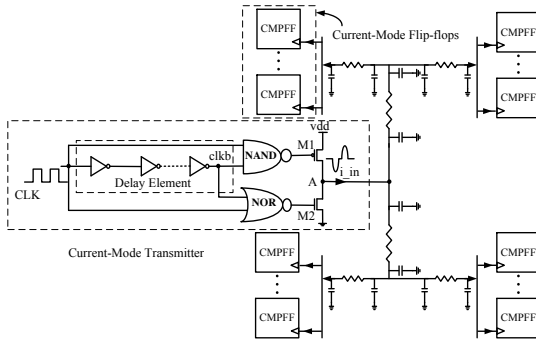 CMPFF
CMPFF
Current-Mode Flip-flops
CMPFF
CMPFF
vdd
M1
clkb
NAND
i_in
A
Delay Element
CLK
NOR
M2
Current-Mode Transmitter
CMPFF
CMPFF
CMPFF
CMPFF